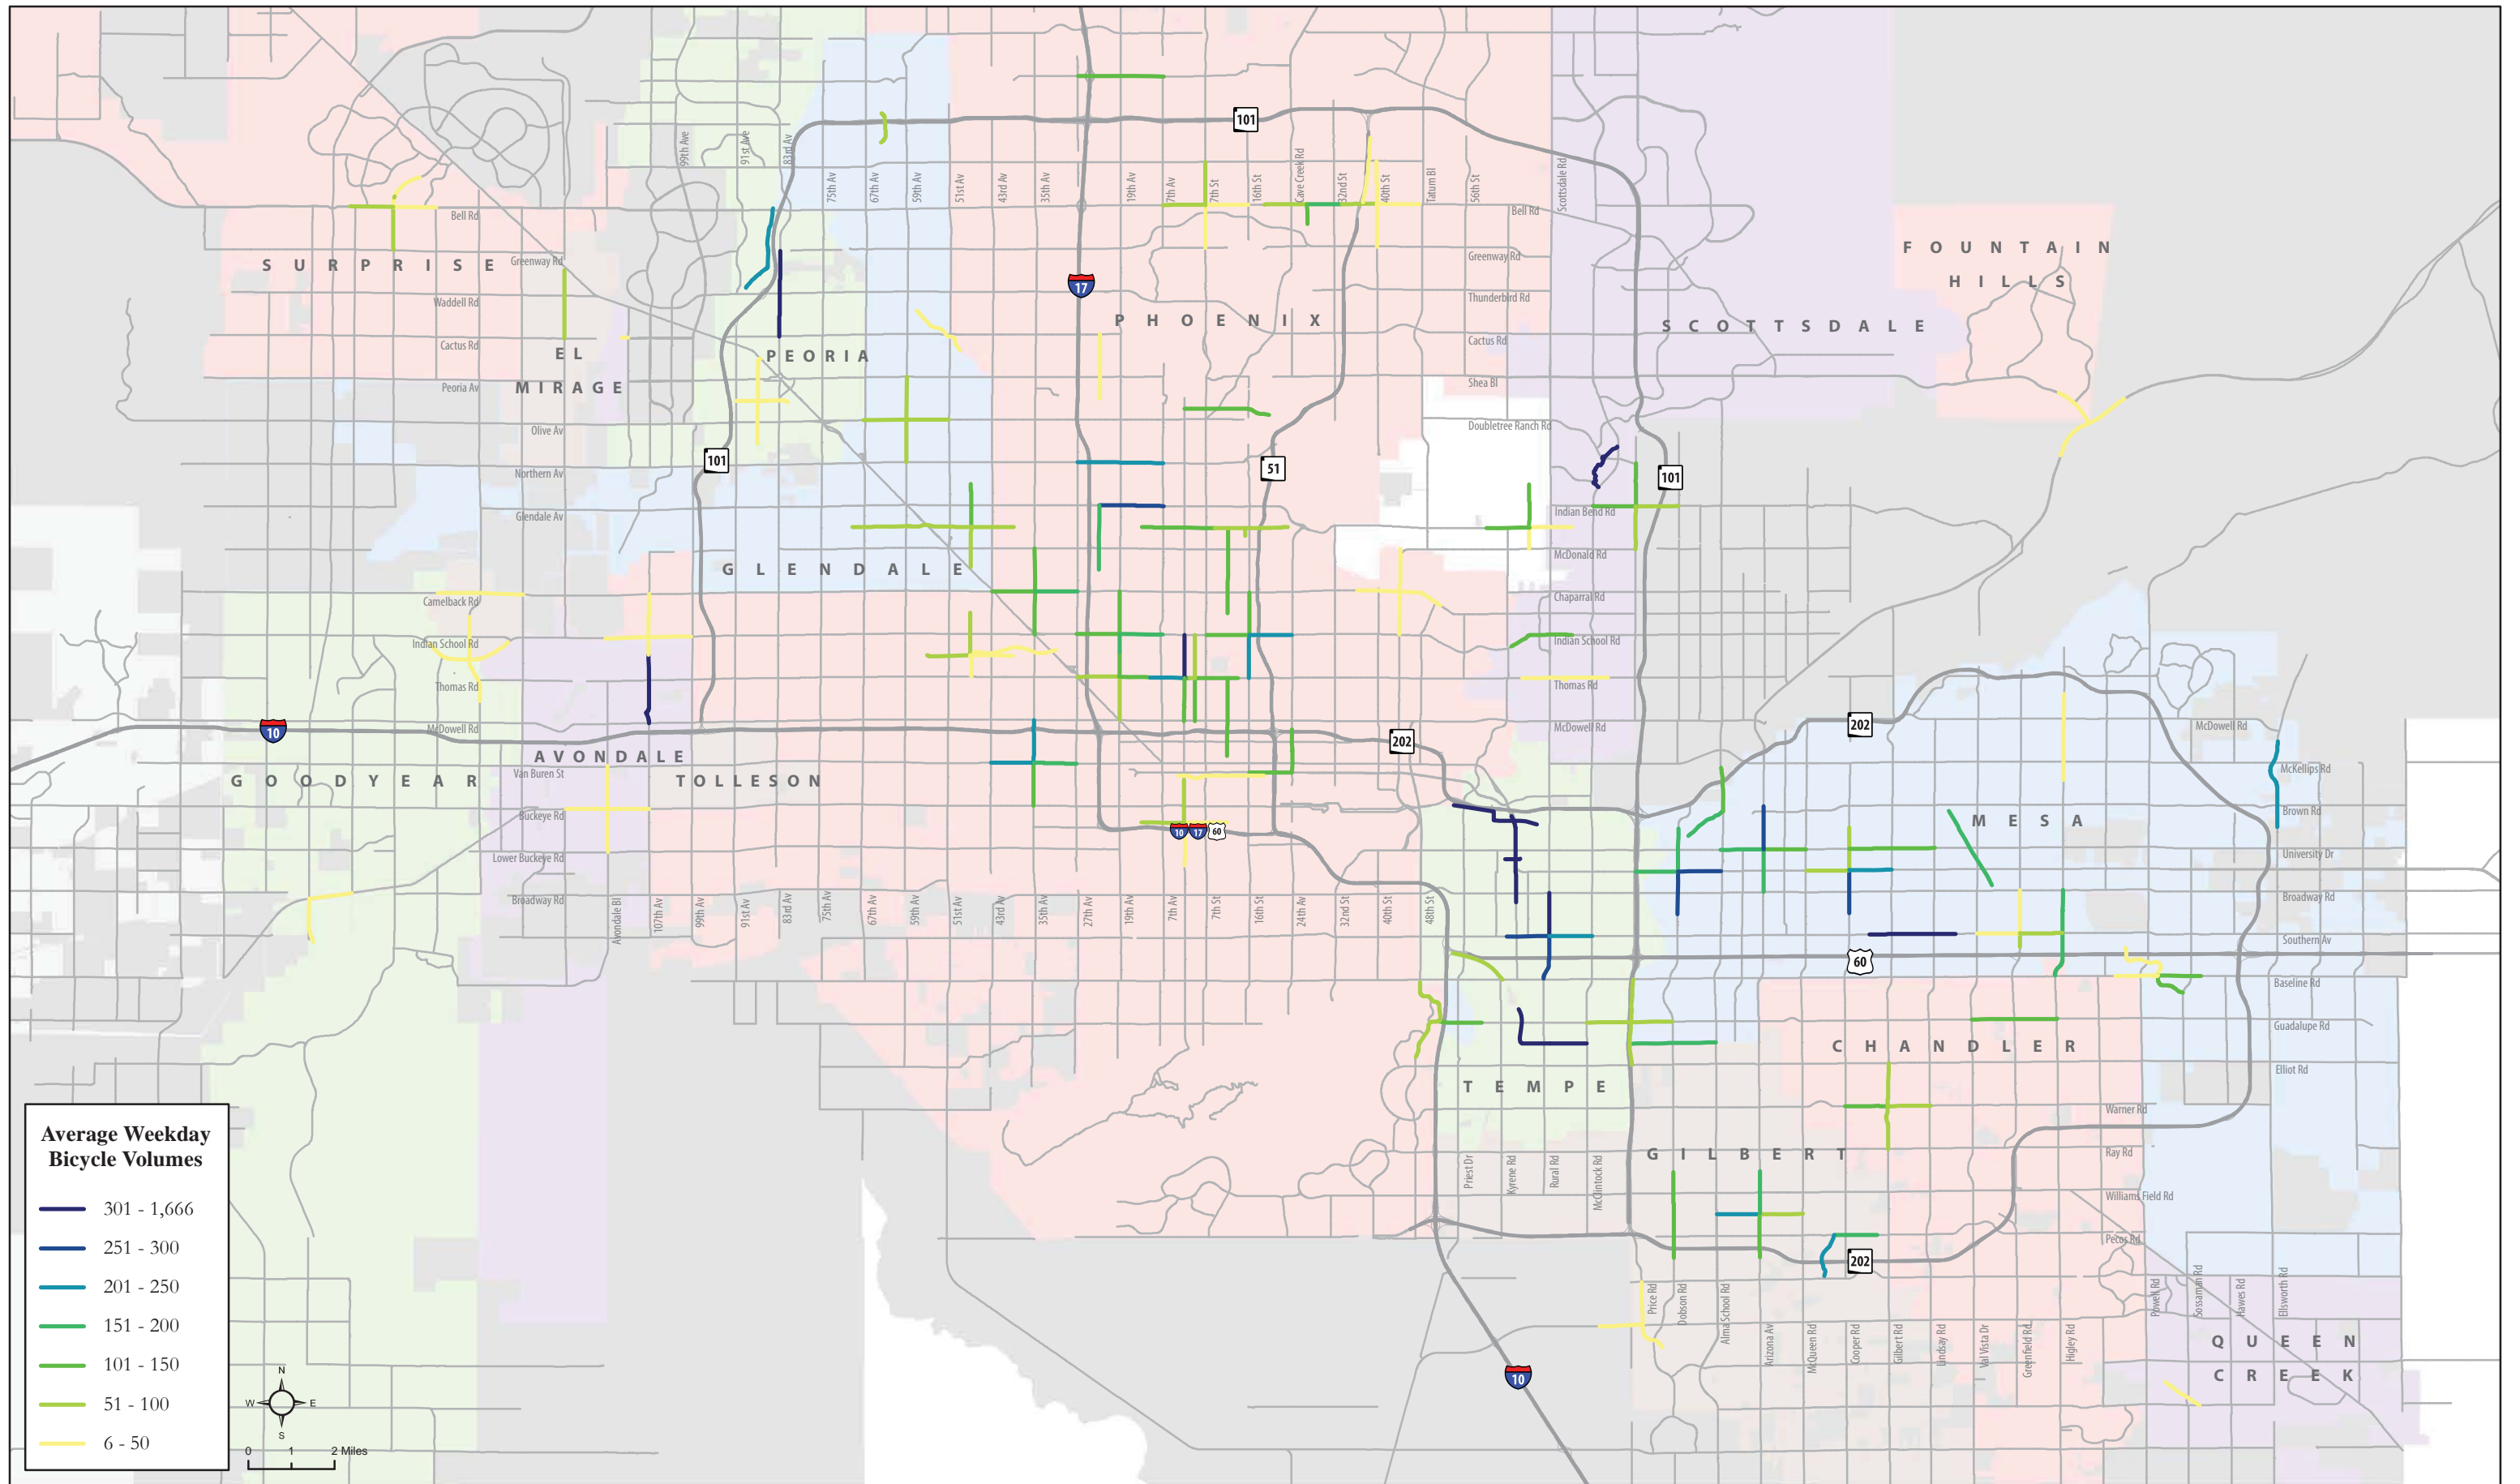 101
99th Ave
91st Ave
83rd Av
75th Av
67th Av
59th Av
51st Av
43rd Av
35th Av
19th Av
7th Av
7th St
16th St
Cave Creek Rd
32nd St
40th St
Tatum Bl
56th St
Scottsdale Rd
Bell Rd
Bell Rd
FOUNTAIN
HILLS
SURPRISE
Greenway Rd
Greenway Rd
17
Waddell Rd
Thunderbird Rd
PHOENIX
SCOTTSDALE
Cactus Rd
Cactus Rd
EL
MIRAGE
PEORIA
Peoria Av
Shea Bl
Olive Av
Doubletree Ranch Rd
101
51
101
Northern Av
Glendale Av
Indian Bend Rd
McDonald Rd
GLENDALE
Camelback Rd
Chaparral Rd
Indian School Rd
Indian School Rd
Thomas Rd
Thomas Rd
10
McDowell Rd
McDowell Rd
McDowell Rd
202
202
AVONDALE
Van Buren St
GOODYEAR
TOLLESON
McKellips Rd
Buckeye Rd
Brown Rd
10
17
60
MESA
Lower Buckeye Rd
University Dr
Broadway Rd
Broadway Rd
Avondale Bl
107th Av
99th Av
91st Av
83rd Av
75th Av
67th Av
59th Av
51st Av
43rd Av
35th Av
27th Av
19th Av
7th Av
7th St
16th St
24th Av
32nd St
40th St
48th St
Southern Av
60
Baseline Rd
Guadalupe Rd
CHANDLER
Elliot Rd
TEMPE
Warner Rd
GILBERT
Ray Rd
Priest Dr
Kyrene Rd
Rural Rd
McClintock Rd
Williams Field Rd
Pecos Rd
202
Price Rd
Dobson Rd
Alma School Rd
Arizona Av
McQueen Rd
Cooper Rd
Gilbert Rd
Lindsay Rd
Val Vista Dr
Greenfield Rd
Higley Rd
Power Rd
Sossaman Rd
Hawes Rd
Ellsworth Rd
QUEEN
CREEK
10
Average Weekday
Bicycle Volumes
301 - 1,666
251 - 300
201 - 250
151 - 200
101 - 150
51 - 100
6 - 50
N
W
E
S
0 1 2 Miles